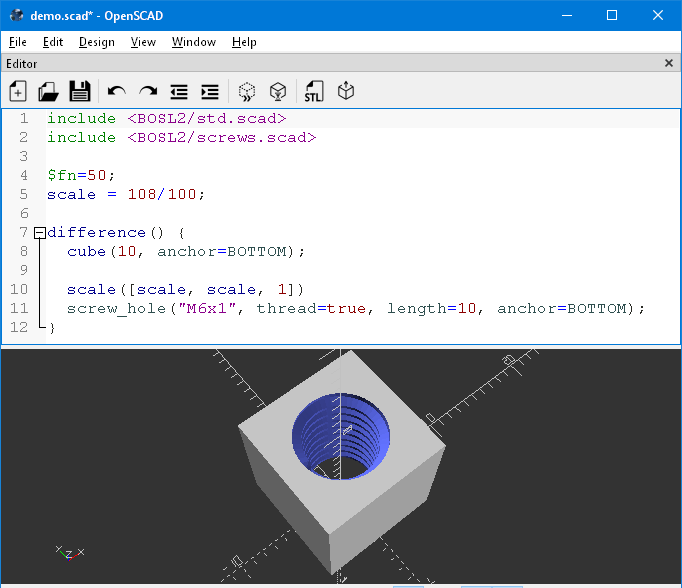 demo.scad* - OpenSCAD
File Edit Design View Window Help
Editor
STL
1 include <BOSL2/std.scad>
2 include <BOSL2/screws.scad>
3
4 $fn=50;
5 scale = 108/100;
6
7 difference() {
8 cube(10, anchor=BOTTOM);
9
10 scale([scale, scale, 1])
11 screw_hole("M6x1", thread=true, length=10, anchor=BOTTOM);
12 }
x z x